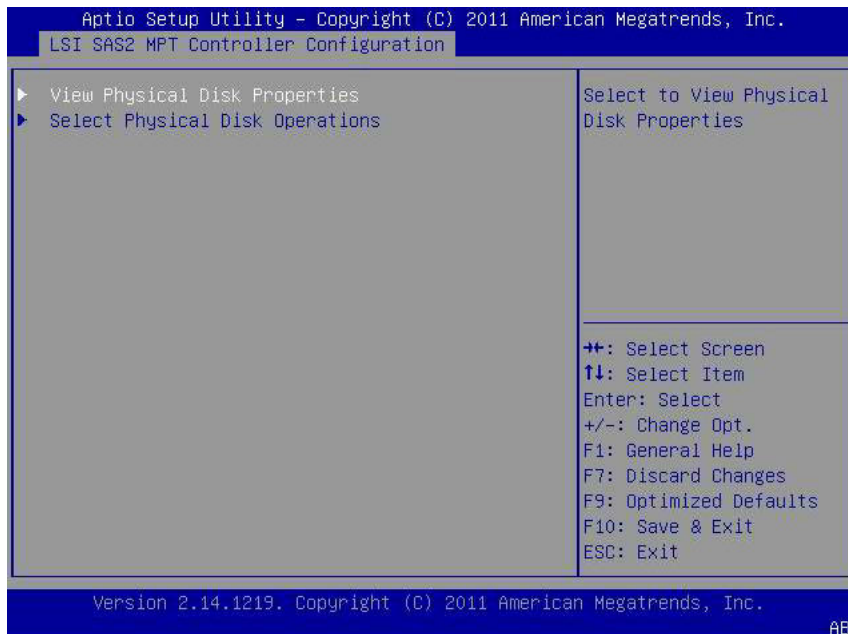 Aptio Setup Utility – Copyright (C) 2011 American Megatrends, Inc.
LSI SAS2 MPT Controller Configuration
View Physical Disk Properties
Select Physical Disk Operations
Select to View Physical
Disk Properties
→←: Select Screen
↑↓: Select Item
Enter: Select
+/-: Change Opt.
F1: General Help
F7: Discard Changes
F9: Optimized Defaults
F10: Save & Exit
ESC: Exit
Version 2.14.1219. Copyright (C) 2011 American Megatrends, Inc.